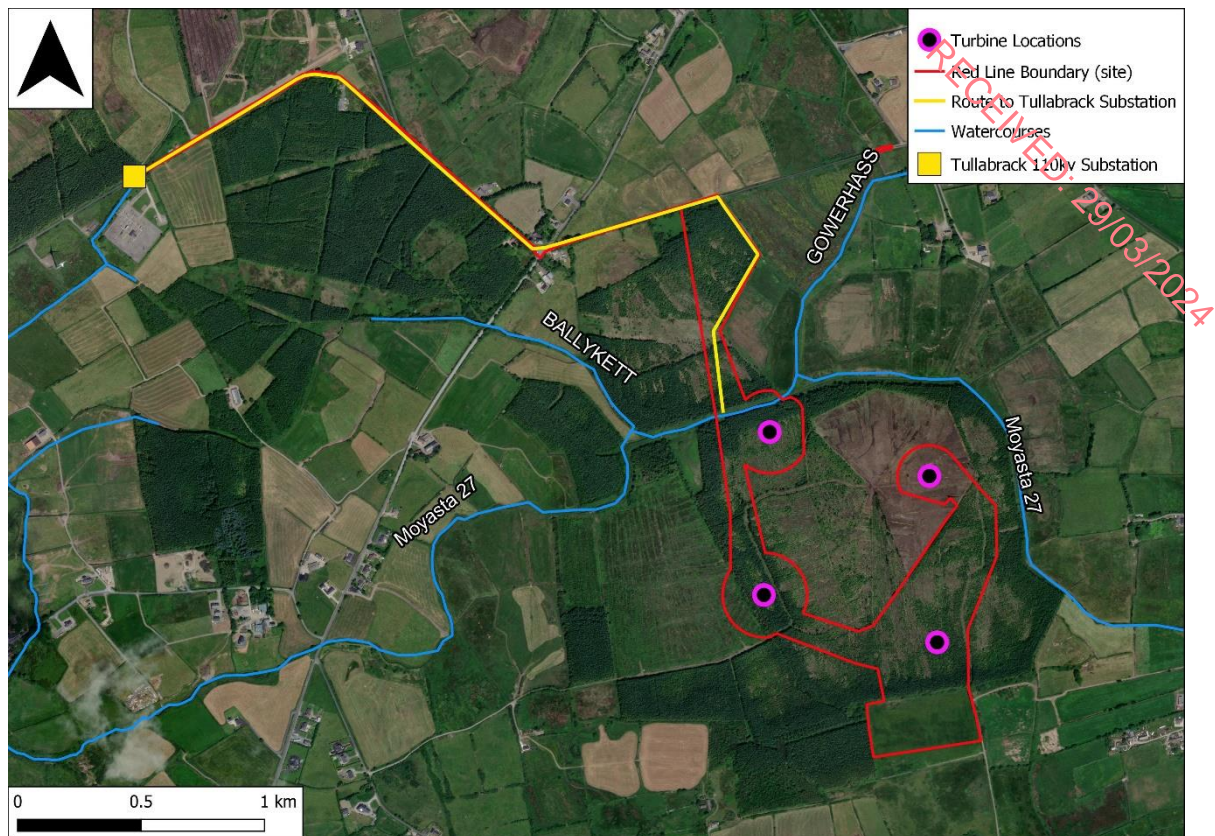 Turbine Locations
Red Line Boundary (site)
Route to Tullabrack Substation
Watercourses
Tullabrack 110kv Substation
RECEIVED: 29/03/2024
GOWERHASS
BALLYKETT
Moyasta 27
Moyasta 27
0 0.5 1 km